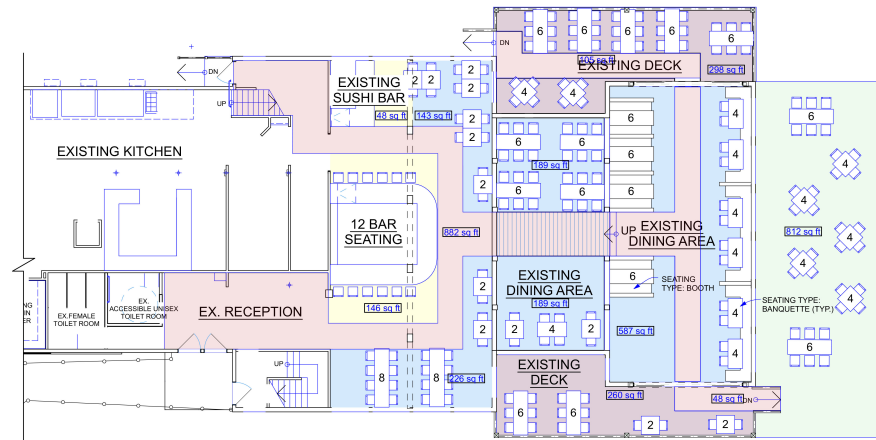 6
6
6
6
6
DN
405 sq ft
EXISTING DECK
298 sq ft
DN
EXISTING
SUSHI BAR
2
2
2
2
4
4
UP
48 sq ft
143 sq ft
2
2
6
4
6
EXISTING KITCHEN
6
6
6
4
189 sq ft
6
4
2
6
6
6
4
4
12 BAR
SEATING
882 sq ft
UP
EXISTING
DINING AREA
812 sq ft
4
4
4
6
SEATING
TYPE: BOOTH
EXISTING
DINING AREA
189 sq ft
2
EX.FEMALE
TOILET ROOM
EX.
ACCESSIBLE UNISEX
TOILET ROOM
EX. RECEPTION
146 sq ft
4
SEATING TYPE:
BANQUETTE (TYP.)
4
2
2
4
2
587 sq ft
4
6
UP
8
8
226 sq ft
EXISTING
DECK
260 sq ft
48 sq ft
DN
6
6
2
2